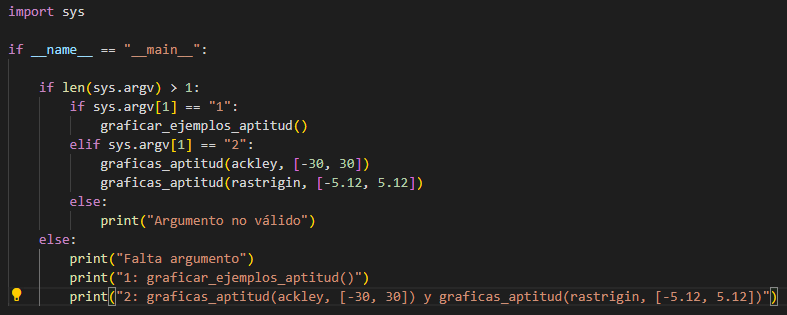 import sys

if __name__ == "__main__":

    if len(sys.argv) > 1:
        if sys.argv[1] == "1":
            graficar_ejemplos_aptitud()
        elif sys.argv[1] == "2":
            graficas_aptitud(ackley, [-30, 30])
            graficas_aptitud(rastrigin, [-5.12, 5.12])
        else:
            print("Argumento no válido")
    else:
        print("Falta argumento")
        print("1: graficar_ejemplos_aptitud()")
        print("2: graficas_aptitud(ackley, [-30, 30]) y graficas_aptitud(rastrigin, [-5.12, 5.12])")